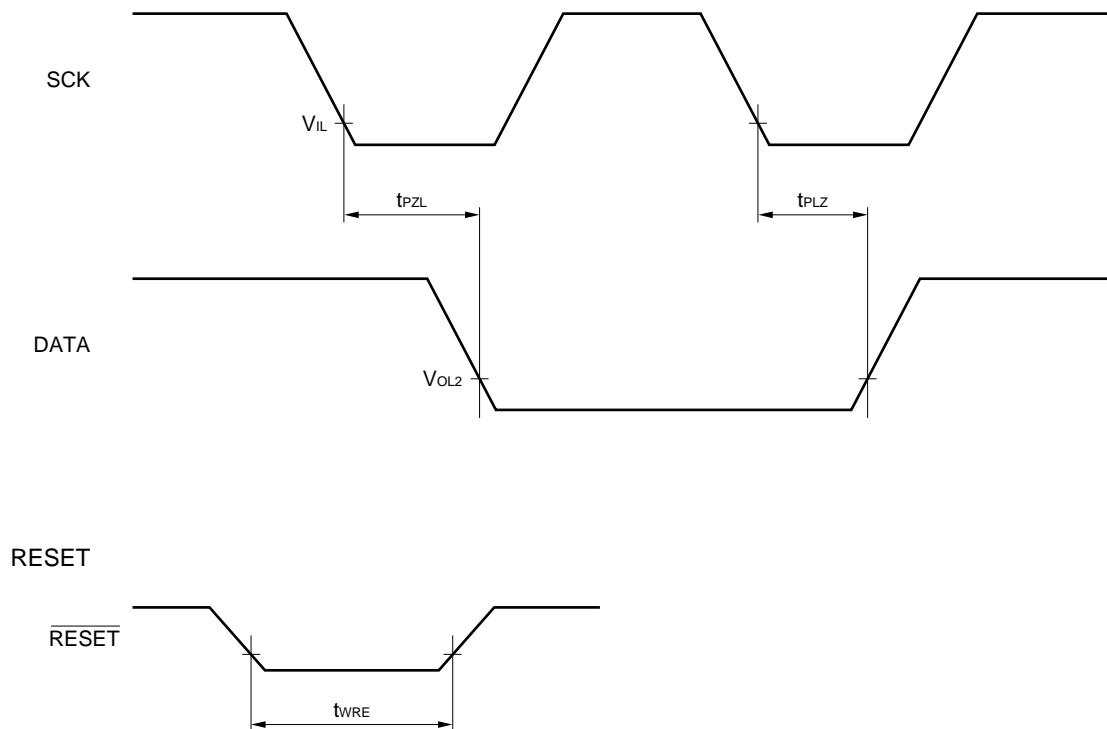 SCK
VIL
tPZL
tPLZ
DATA
VOL2
RESET
RESET
tWRE